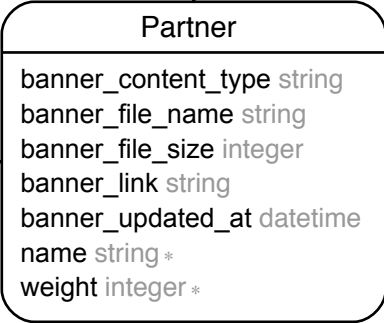 Partner
banner_content_type string
banner_file_name string
banner_file_size integer
banner_link string
banner_updated_at datetime
name string *
weight integer *